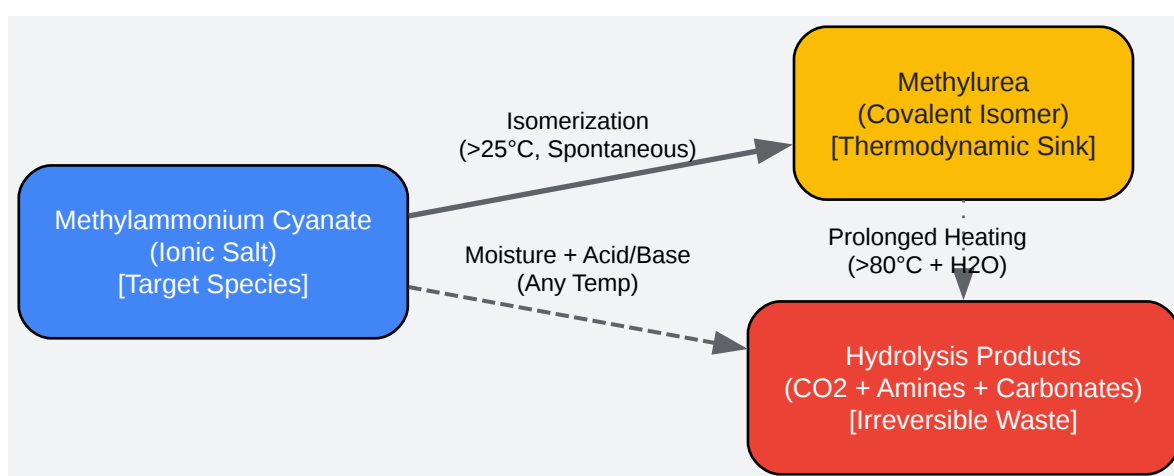 Methylammonium Cyanate
(Ionic Salt)
[Target Species]
Isomerization
(>25°C, Spontaneous)
Methylurea
(Covalent Isomer)
[Thermodynamic Sink]
Moisture + Acid/Base
(Any Temp)
Prolonged Heating
(>80°C + H2O)
Hydrolysis Products
(CO2 + Amines + Carbonates)
[Irreversible Waste]